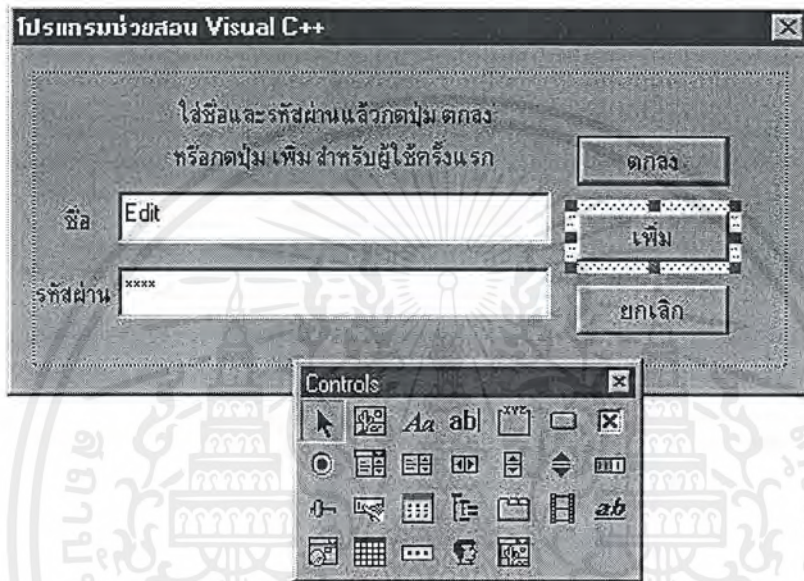 โปรแกรมช่วยสอน Visual C++
ใส่ชื่อและรหัสผ่านแล้วกดปุ่ม ตกลง
หรือกดปุ่ม เพิ่ม สำหรับผู้ใช้ครั้งแรก
ตกลง
ชื่อ
Edit
เพิ่ม
รหัสผ่าน
××××
ยกเลิก
Controls
Aa ab| XYZ
ab